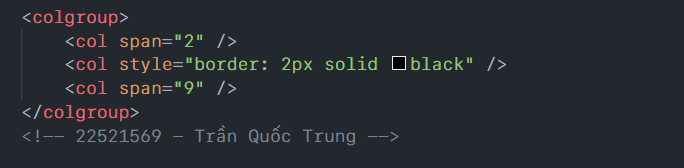 <colgroup>
<col span="2" />
<col style="border: 2px solid black" />
<col span="9" />
</colgroup>
<!-- 22521569 - Trần Quốc Trung -->